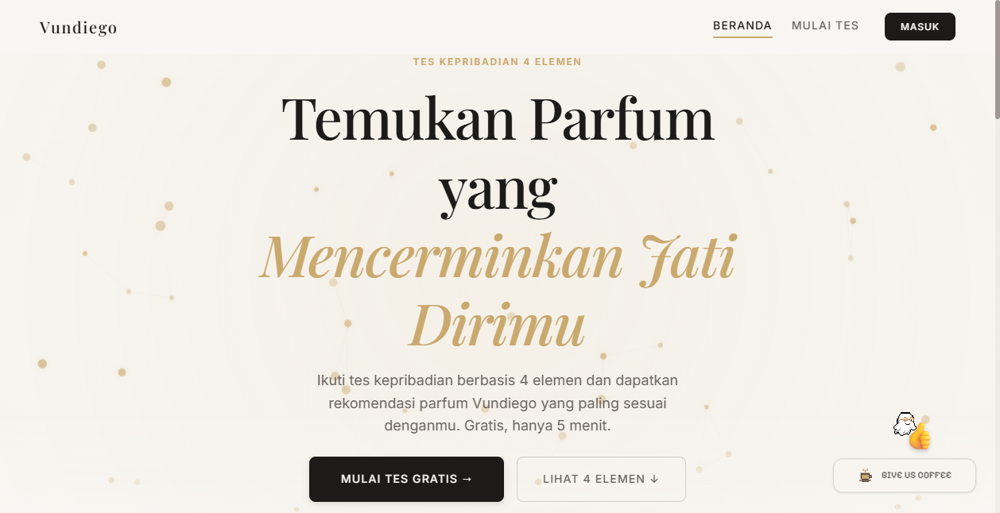 Vundiego
BERANDA
MULAI TES
MASUK
TES KEPRIBADIAN 4 ELEMEN
Temukan Parfum
yang
Mencerminkan Jati
Dirimu
Ikuti tes kepribadian berbasis 4 elemen dan dapatkan
rekomendasi parfum Vundiego yang paling sesuai
denganmu. Gratis, hanya 5 menit.
MULAI TES GRATIS →
LIHAT 4 ELEMEN ↓
GIVE US COFFEE